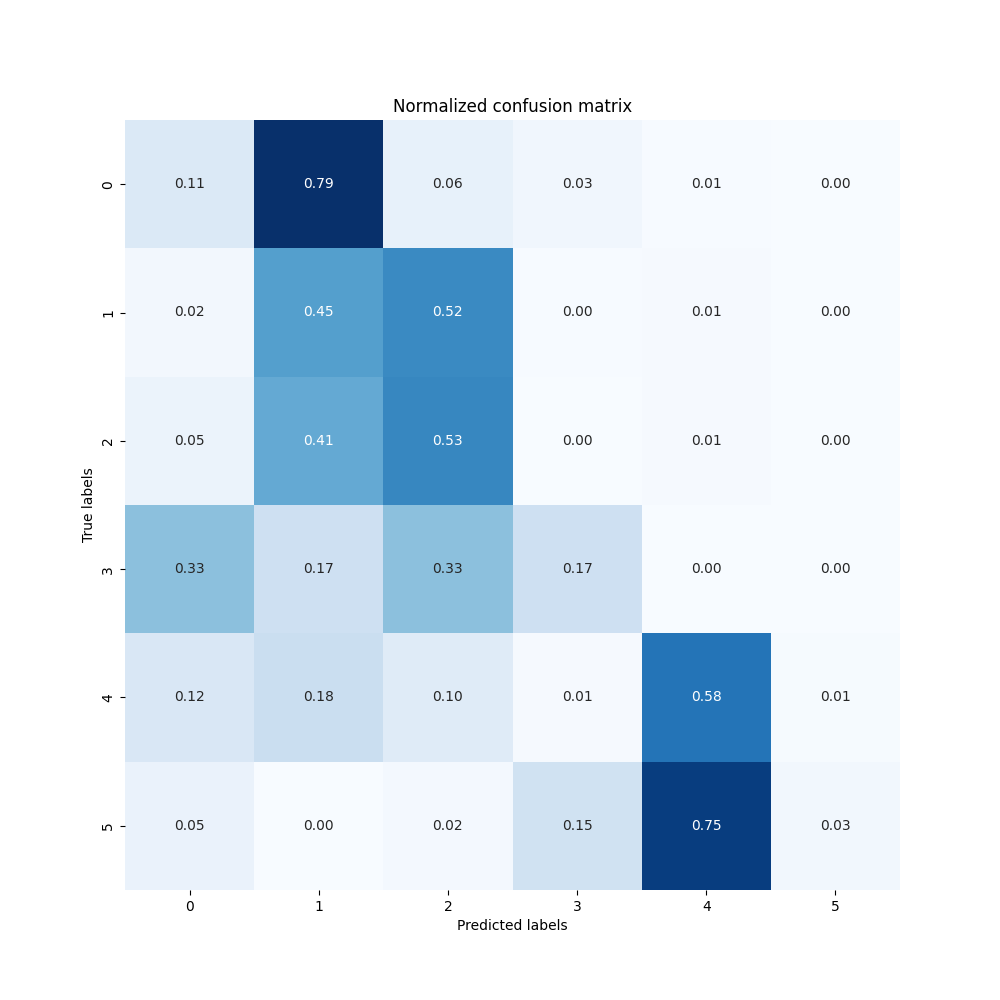 Normalized confusion matrix
True labels
0 0.11 0.79 0.06 0.03 0.01 0.00
1 0.02 0.45 0.52 0.00 0.01 0.00
2 0.05 0.41 0.53 0.00 0.01 0.00
3 0.33 0.17 0.33 0.17 0.00 0.00
4 0.12 0.18 0.10 0.01 0.58 0.01
5 0.05 0.00 0.02 0.15 0.75 0.03
0 1 2 3 4 5
Predicted labels